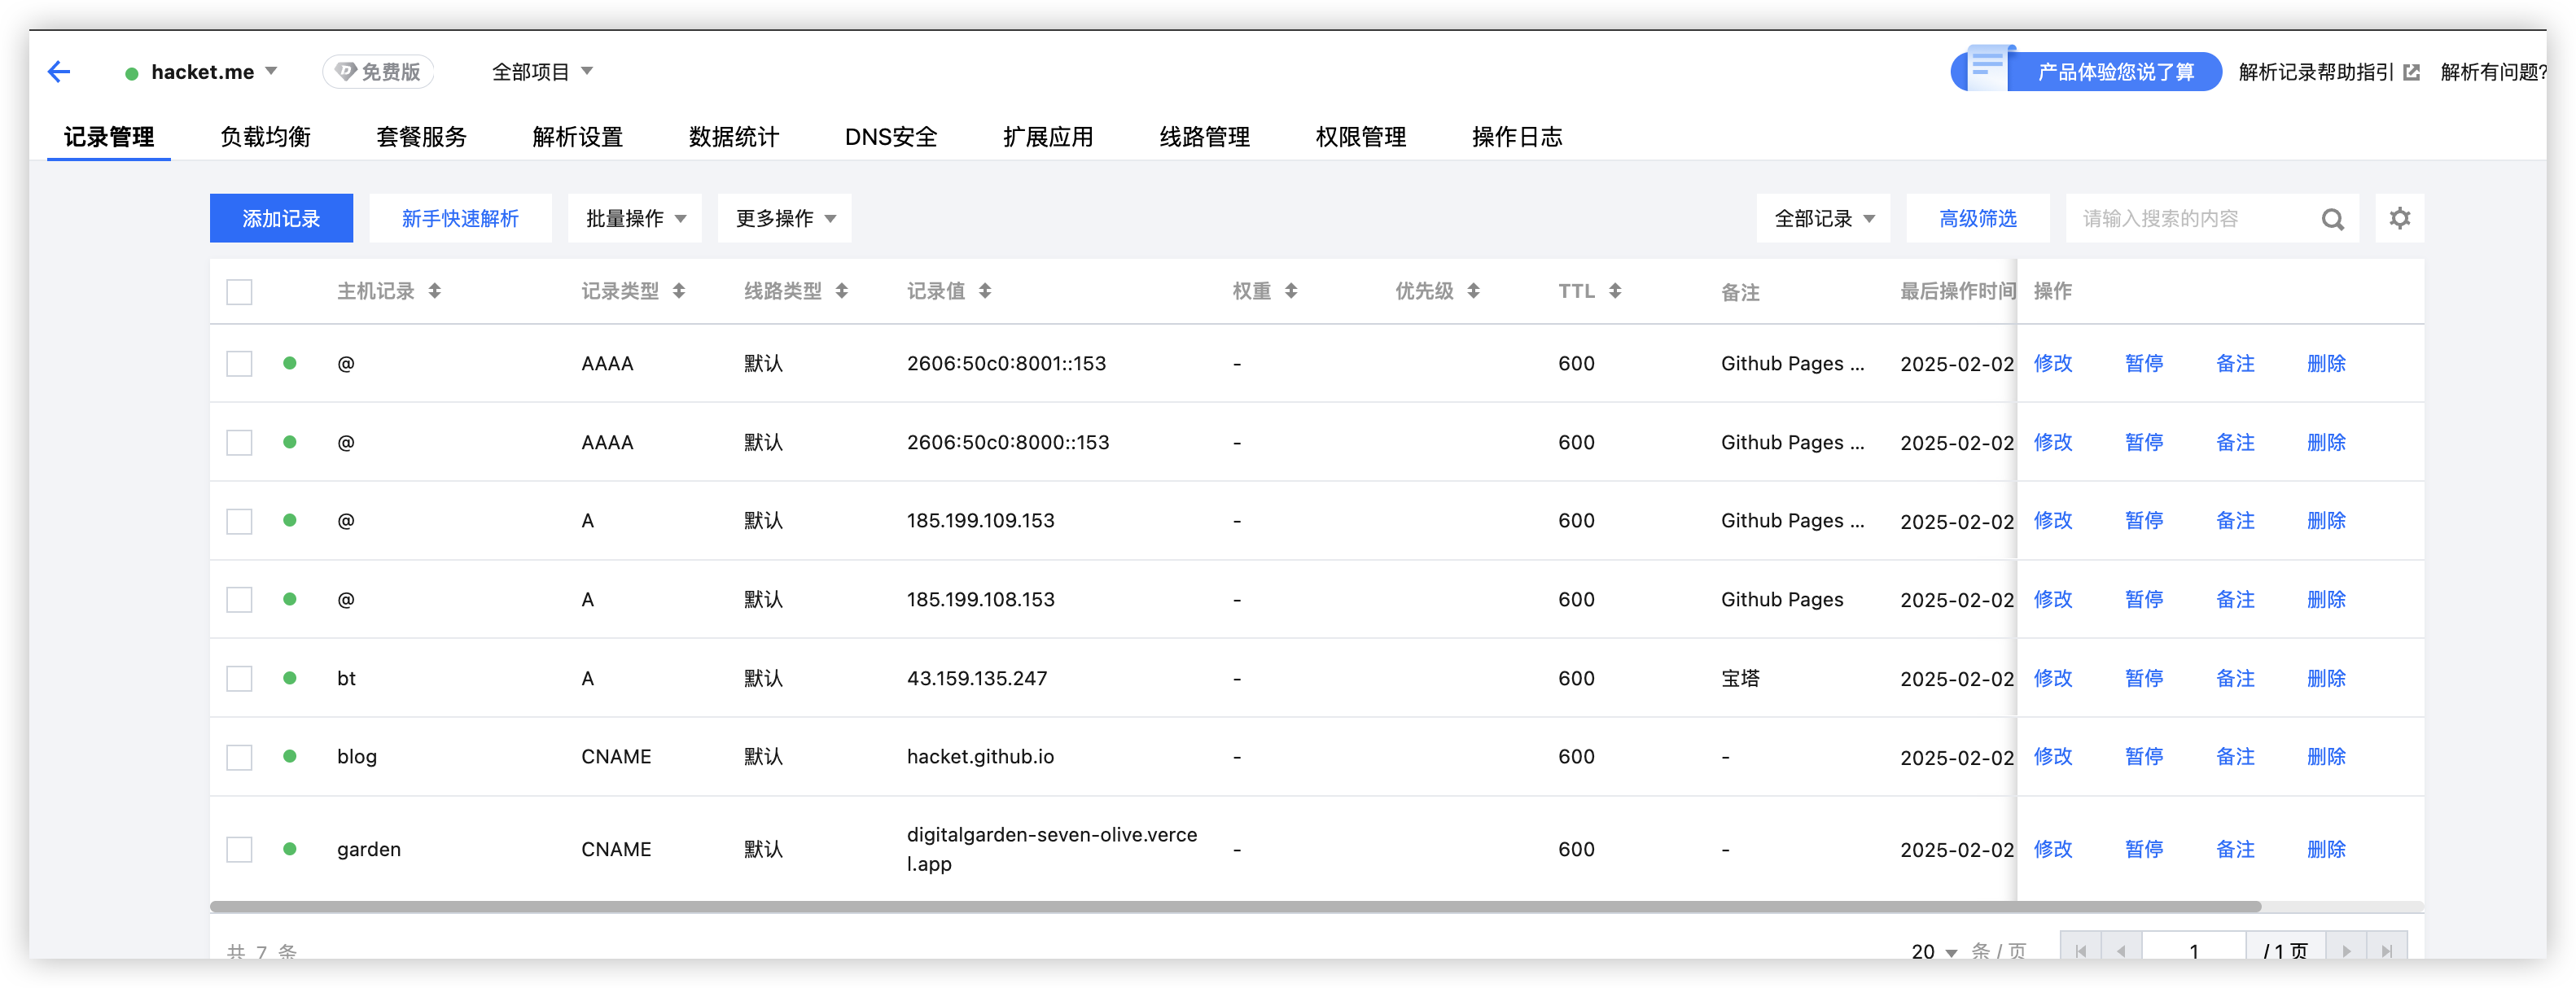 hacket.me 免费版 全部项目 产品体验您说了算 解析记录帮助指引 解析有问题?
记录管理 负载均衡 套餐服务 解析设置 数据统计 DNS安全 扩展应用 线路管理 权限管理 操作日志
添加记录 新手快速解析 批量操作 更多操作 全部记录 高级筛选 请输入搜索的内容
主机记录 记录类型 线路类型 记录值 权重 优先级 TTL 备注 最后操作时间 操作
@ AAAA 默认 2606:50c0:8001::153 - 600 Github Pages ... 2025-02-02 修改 暂停 备注 删除
@ AAAA 默认 2606:50c0:8000::153 - 600 Github Pages ... 2025-02-02 修改 暂停 备注 删除
@ A 默认 185.199.109.153 - 600 Github Pages ... 2025-02-02 修改 暂停 备注 删除
@ A 默认 185.199.108.153 - 600 Github Pages 2025-02-02 修改 暂停 备注 删除
bt A 默认 43.159.135.247 - 600 宝塔 2025-02-02 修改 暂停 备注 删除
blog CNAME 默认 hacket.github.io - 600 - 2025-02-02 修改 暂停 备注 删除
garden CNAME 默认 digitalgarden-seven-olive.verce - 600 - 2025-02-02 修改 暂停 备注 删除
l.app
共 7 条 20 条 / 页 1 / 1 页